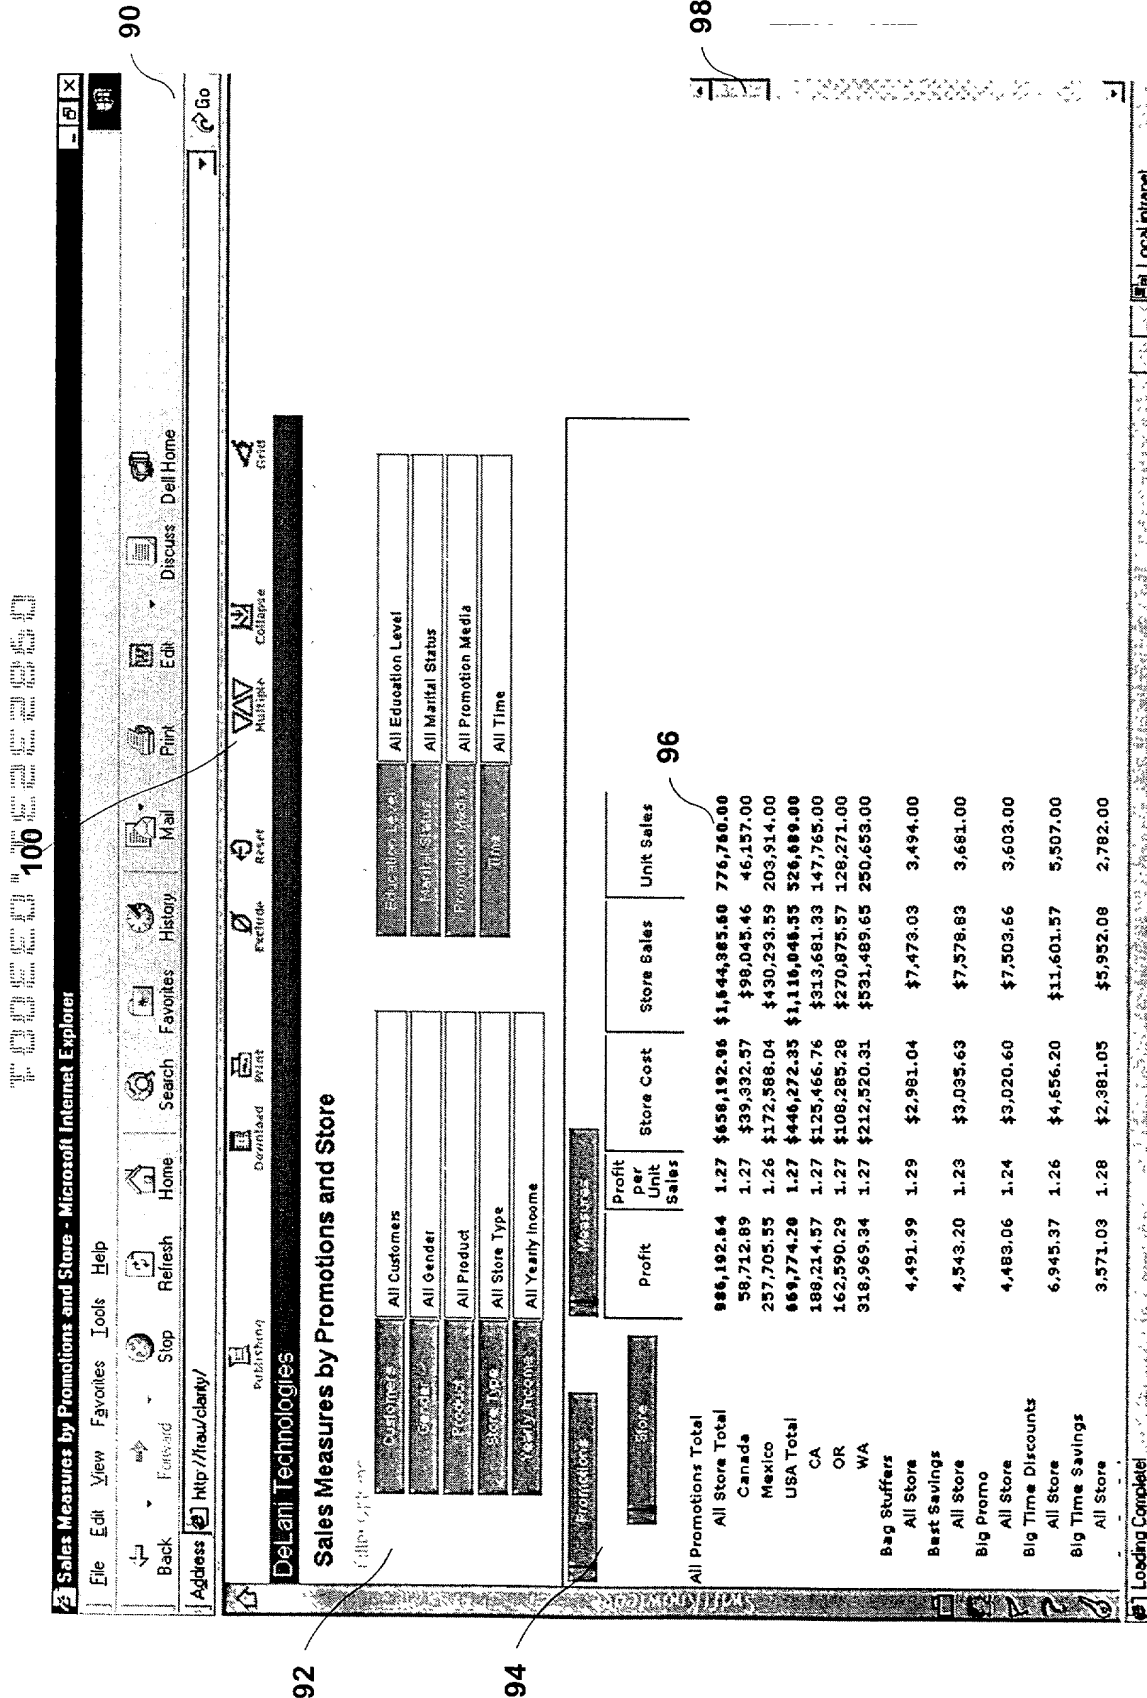 100
90
Sales Measures by Promotions and Store - Microsoft Internet Explorer
File Edit View Favorites Tools Help
Back Forward Stop Refresh Home Search Favorites History Mail Print Edit Discuss Dell Home
Address http://frau/clarity/ Go
Publishing Download Print Exclude Reset Multiple Collapse Grid
DeLani Technologies
Sales Measures by Promotions and Store
92
Customers All Customers Education Level All Education Level
Gender All Gender Marital Status All Marital Status
Product All Product Promotion Media All Promotion Media
Store Type All Store Type Time All Time
Yearly Income All Yearly Income
94
Promotions Measures
Store Profit Profit per Unit Sales Store Cost Store Sales Unit Sales
96
98
All Promotions Total
All Store Total 986,192.64 1.27 $658,192.96 $1,644,385.60 776,760.00
Canada 58,712.89 1.27 $39,332.57 $98,045.46 46,157.00
Mexico 257,705.55 1.26 $172,588.04 $430,293.59 203,914.00
USA Total 669,774.20 1.27 $446,272.35 $1,116,046.55 526,689.00
CA 188,214.57 1.27 $125,466.76 $313,681.33 147,765.00
OR 162,590.29 1.27 $108,285.28 $270,875.57 128,271.00
WA 318,969.34 1.27 $212,520.31 $531,489.65 250,653.00
Bag Stuffers
All Store 4,491.99 1.29 $2,981.04 $7,473.03 3,494.00
Best Savings
All Store 4,543.20 1.23 $3,035.63 $7,578.83 3,681.00
Big Promo
All Store 4,483.06 1.24 $3,020.60 $7,503.66 3,603.00
Big Time Discounts
All Store 6,945.37 1.26 $4,656.20 $11,601.57 5,507.00
Big Time Savings
All Store 3,571.03 1.28 $2,381.05 $5,952.08 2,782.00
Loading Complete! Local intranet